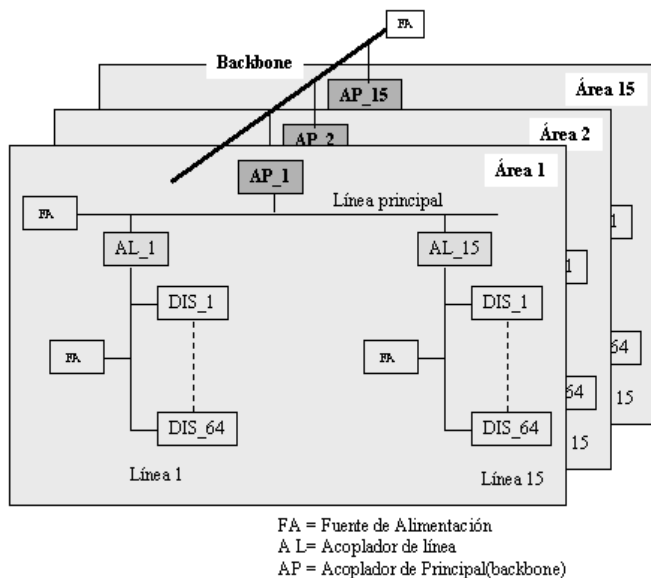 FA
Backbone
AP_15
Área 15
AP_2
Área 2
AP_1
Área 1
Línea principal
FA
AL_1
AL_15
1
1
DIS_1
DIS_1
FA
FA
64
64
DIS_64
DIS_64
15
15
Línea 1
Línea 15
FA = Fuente de Alimentación
A L= Acoplador de línea
AP = Acoplador de Principal(backbone)